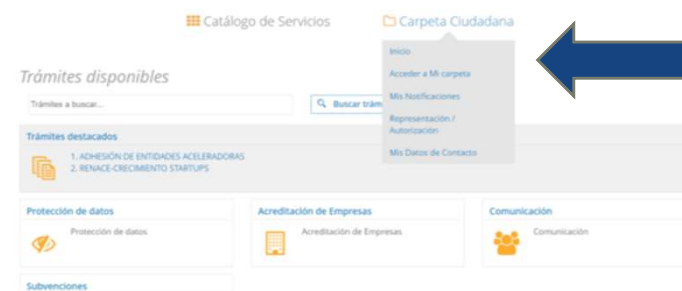 Catálogo de Servicios
Carpeta Ciudadana
Inicio
Acceder a Mi carpeta
Mis Notificaciones
Representación /
Autorización
Mis Datos de Contacto
Trámites disponibles
Trámites a buscar...
Buscar trám
Trámites destacados
1. ADHESIÓN DE ENTIDADES ACELERADORAS
2. RENACE-CRECIMIENTO STARTUPS
Protección de datos
Protección de datos
Acreditación de Empresas
Acreditación de Empresas
Comunicación
Comunicación
Subvenciones